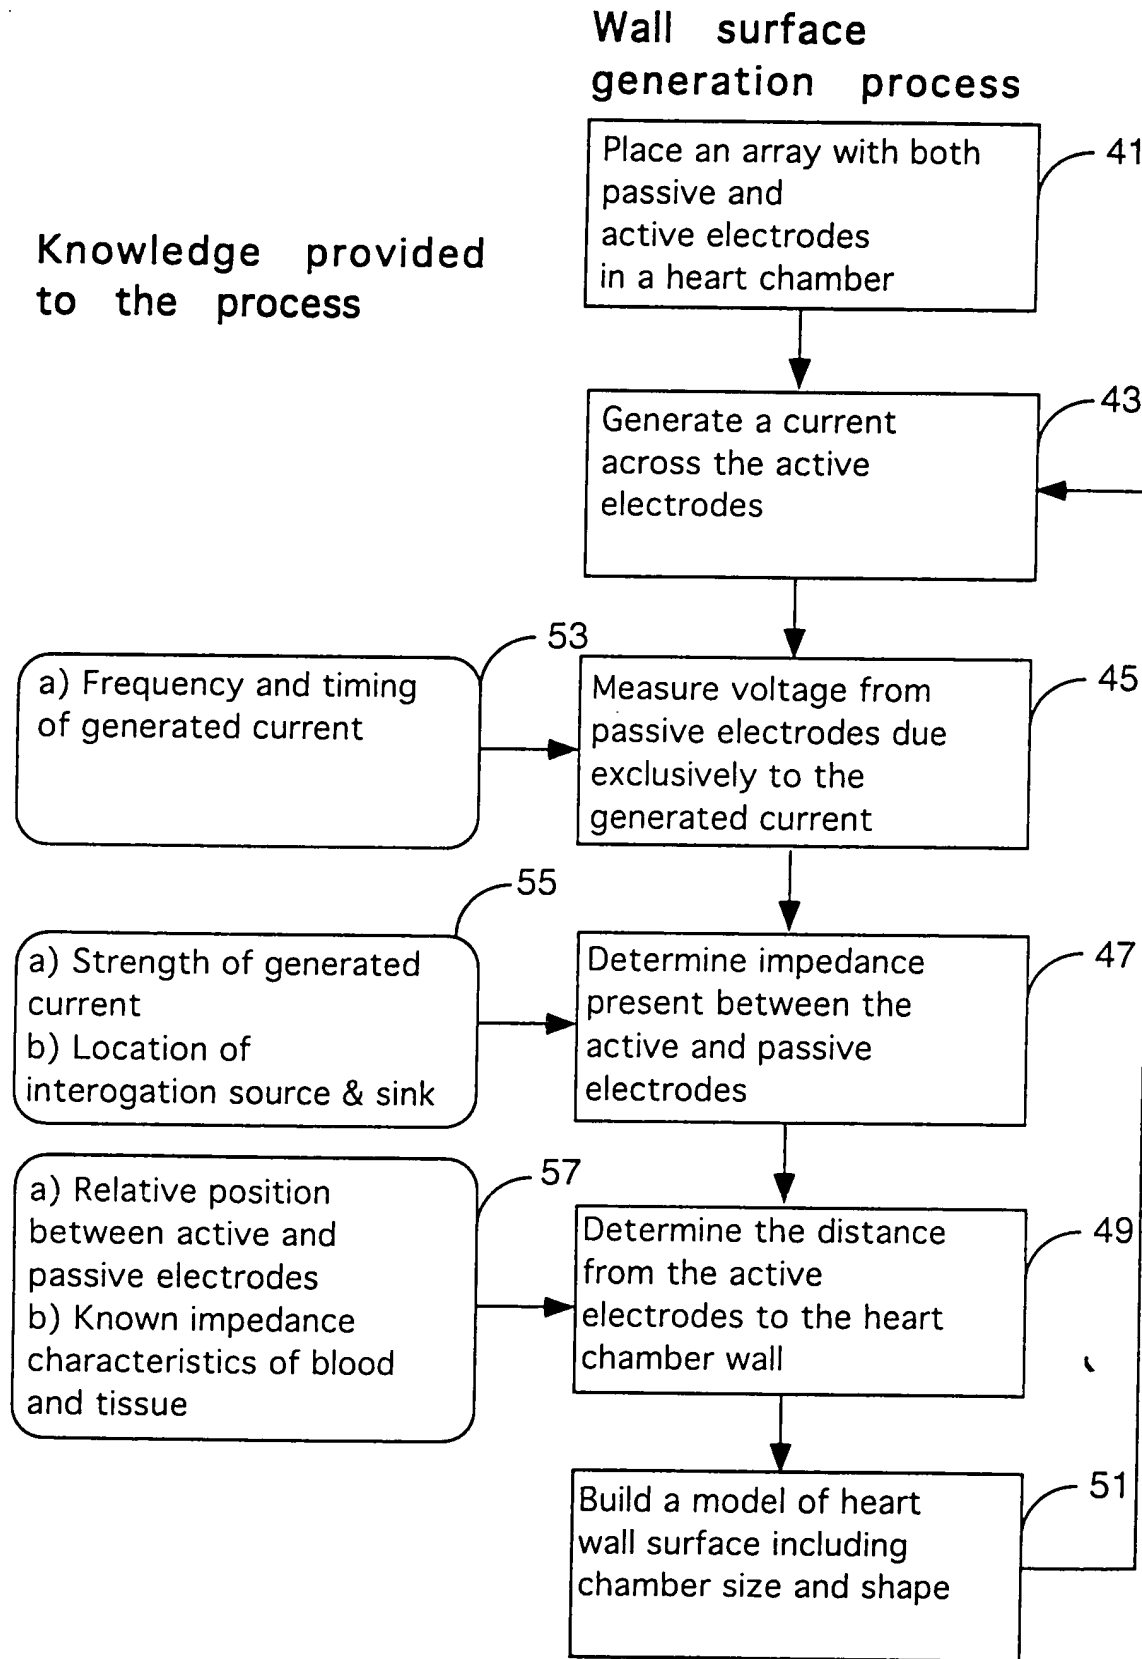 Wall surface
generation process
Place an array with both
passive and
active electrodes
in a heart chamber
41
Knowledge provided
to the process
Generate a current
across the active
electrodes
43
a) Frequency and timing
of generated current
53
Measure voltage from
passive electrodes due
exclusively to the
generated current
45
a) Strength of generated
current
b) Location of
interogation source & sink
55
Determine impedance
present between the
active and passive
electrodes
47
a) Relative position
between active and
passive electrodes
b) Known impedance
characteristics of blood
and tissue
57
Determine the distance
from the active
electrodes to the heart
chamber wall
49
Build a model of heart
wall surface including
chamber size and shape
51